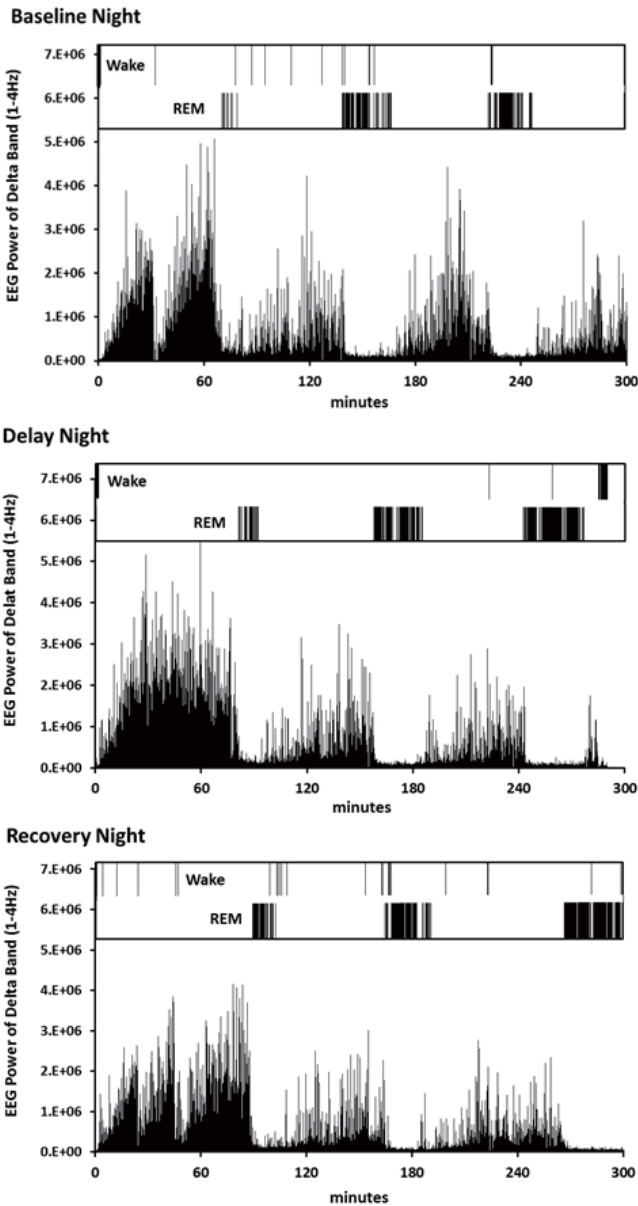 Baseline Night
7.E+06
Wake
6.E+06
REM
5.E+06
4.E+06
3.E+06
2.E+06
1.E+06
0.E+00
EEG Power of Delta Band (1-4Hz)
0 60 120 180 240 300
minutes
Delay Night
7.E+06
Wake
6.E+06
REM
5.E+06
4.E+06
3.E+06
2.E+06
1.E+06
0.E+00
EEG Power of Delat Band (1-4Hz)
0 60 120 180 240 300
minutes
Recovery Night
7.E+06
Wake
6.E+06
REM
5.E+06
4.E+06
3.E+06
2.E+06
1.E+06
0.E+00
EEG Power of Delta Band (1-4Hz)
0 60 120 180 240 300
minutes